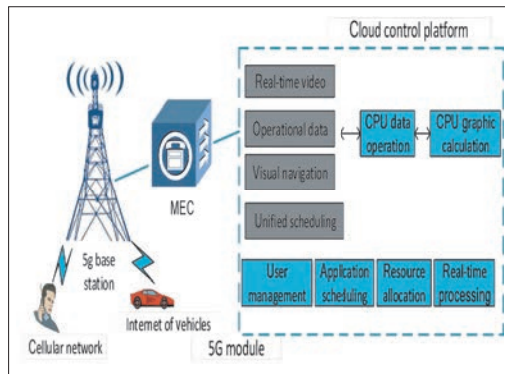 Cloud control platform
Real-time video
Operational data
CPU data
operation
CPU graphic
calculation
Visual navigation
MEC
Unified scheduling
5g base
station
User
management
Application
scheduling
Resource
allocation
Real-time
processing
Internet of vehicles
Cellular network
5G module